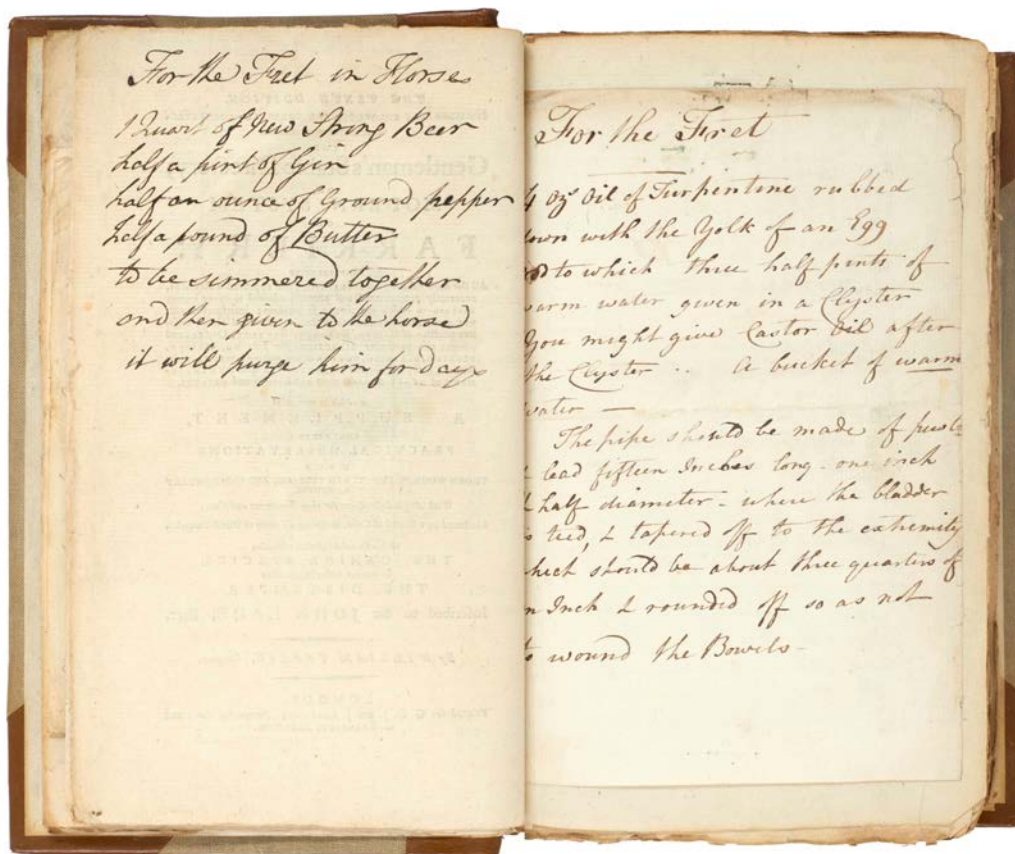 For the Fret in Horses
1 Quart of New Strong Beer
half a pint of Gin
half an ounce of Ground pepper
half a pound of Butter
to be simmered together
and then given to the horse
it will purge him for days
For the Fret
4 oz Oil of Turpentine rubbed
down with the Yolk of an Egg
to which three half pints of
warm water given in a Clyster
You might give Castor Oil after
the Clyster .. A bucket of warm
water —
The pipe should be made of
lead fifteen Inches long - one inch
& half diameter - where the bladder
is tied, & tapered off to the extremity
which should be about three quarters of
an Inch & rounded off so as not
to wound the Bowels -